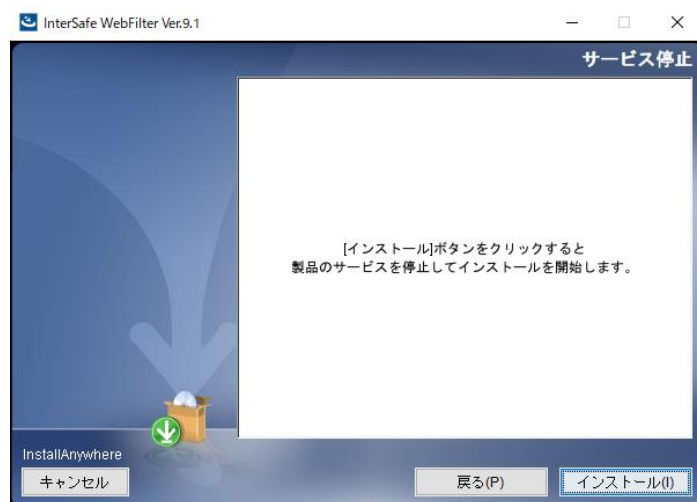 InterSafe WebFilter Ver.9.1
サービス停止
[インストール]ボタンをクリックすると
製品のサービスを停止してインストールを開始します。
InstallAnywhere
キャンセル
戻る(P)
インストール(I)